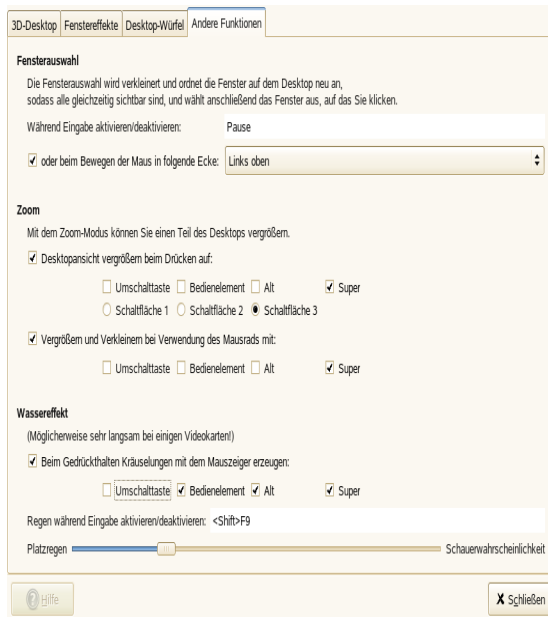 3D-Desktop Fenstereffekte Desktop-Würfel Andere Funktionen
Fensterauswahl
Die Fensterauswahl wird verkleinert und ordnet die Fenster auf dem Desktop neu an,
sodass alle gleichzeitig sichtbar sind, und wählt anschließend das Fenster aus, auf das Sie klicken.
Während Eingabe aktivieren/deaktivieren: Pause
oder beim Bewegen der Maus in folgende Ecke: Links oben
Zoom
Mit dem Zoom-Modus können Sie einen Teil des Desktops vergrößern.
Desktopansicht vergrößern beim Drücken auf:
Umschalttaste Bedienelement Alt Super
Schaltfläche 1 Schaltfläche 2 Schaltfläche 3
Vergrößern und Verkleinern bei Verwendung des Mausrads mit:
Umschalttaste Bedienelement Alt Super
Wassereffekt
(Möglicherweise sehr langsam bei einigen Videokarten!)
Beim Gedrückthalten Kräuselungen mit dem Mauszeiger erzeugen:
Umschalttaste Bedienelement Alt Super
Regen während Eingabe aktivieren/deaktivieren: <Shift>F9
Platzregen Schauerwahrscheinlichkeit
Hilfe Schließen